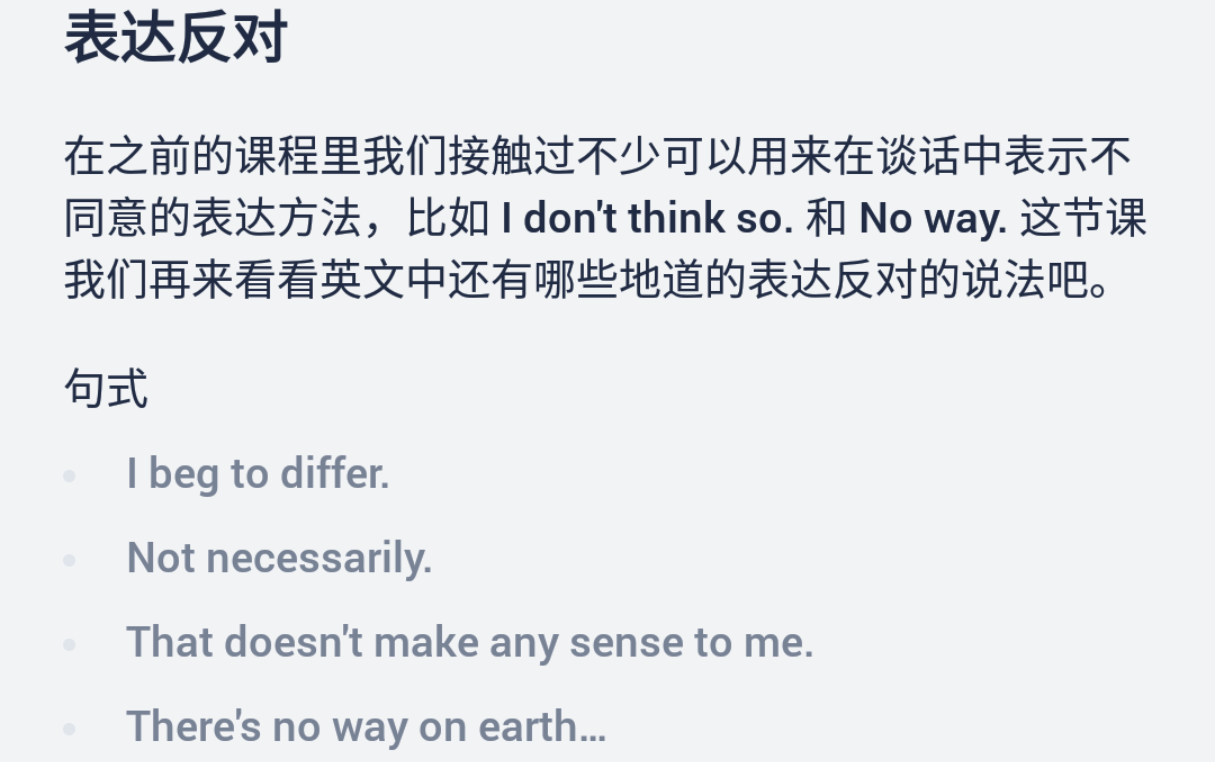 表达反对
在之前的课程里我们接触过不少可以用来在谈话中表示不
同意的表达方法，比如 I don't think so. 和 No way. 这节课
我们再来看看英文中还有哪些地道的表达反对的说法吧。
句式
• I beg to differ.
• Not necessarily.
• That doesn't make any sense to me.
• There's no way on earth...